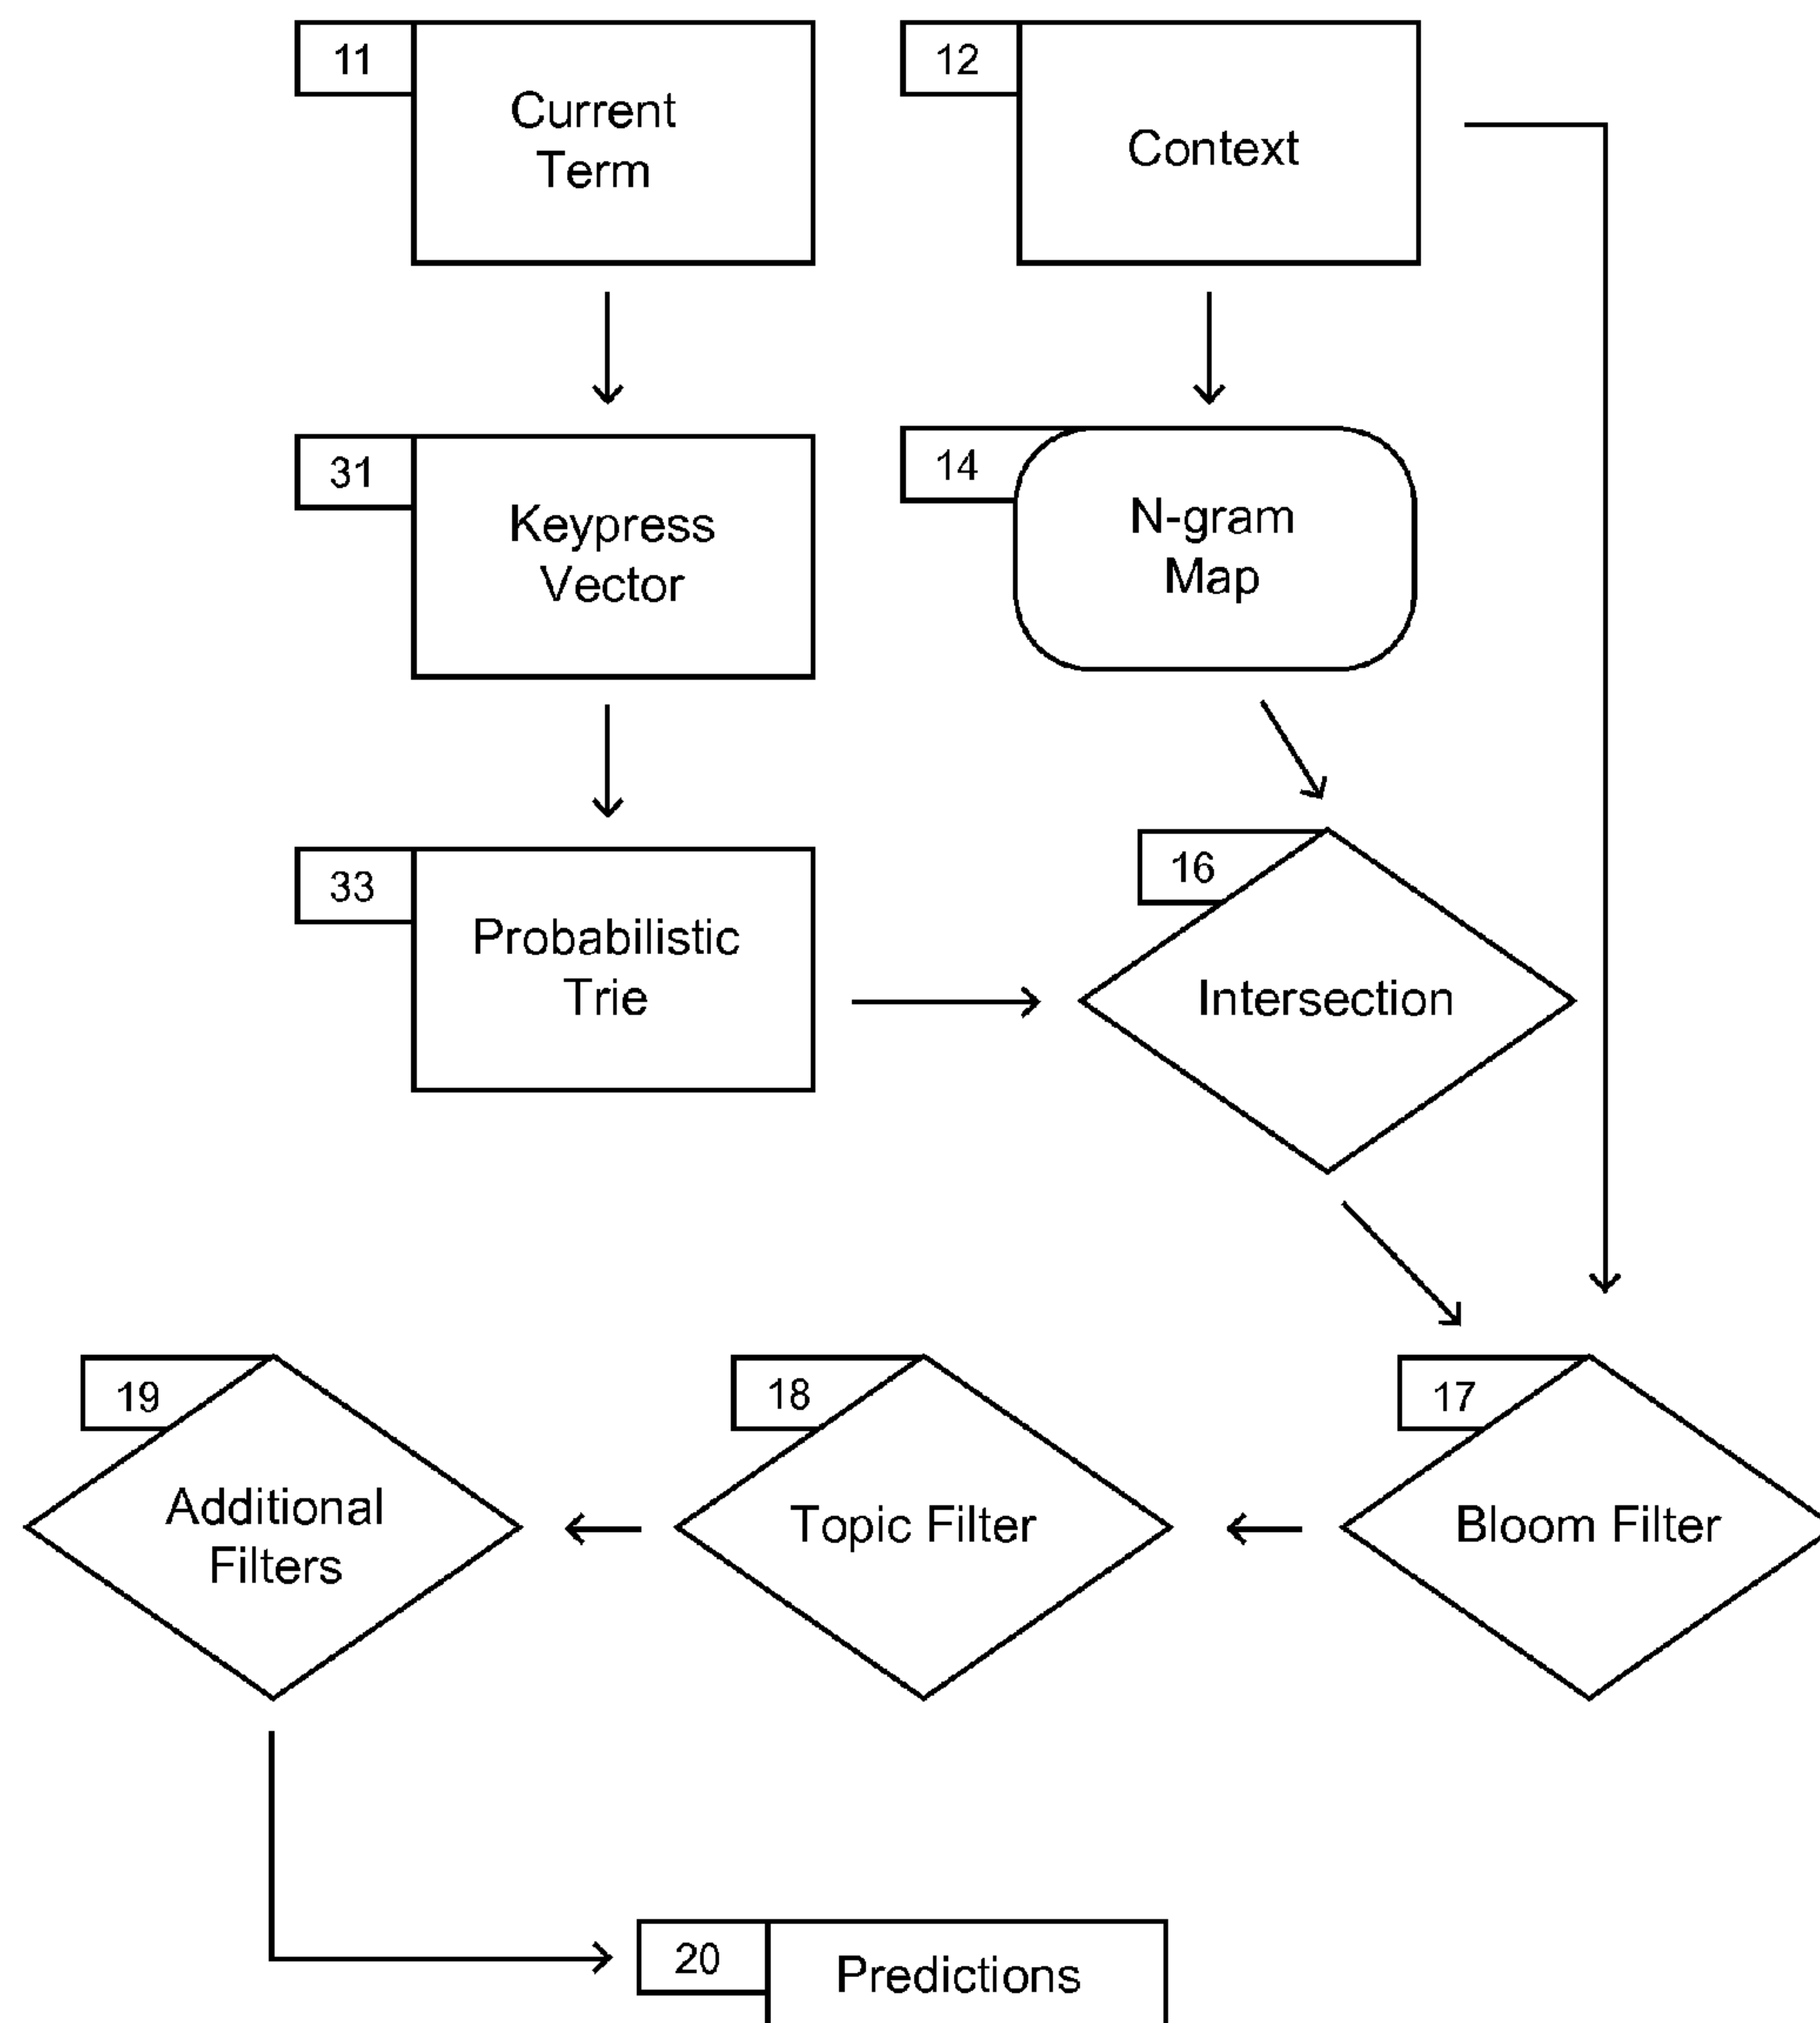 11
Current
Term
12
Context
31
Keypress
Vector
14
N-gram
Map
33
Probabilistic
Trie
16
Intersection
19
Additional
Filters
18
Topic Filter
17
Bloom Filter
20
Predictions